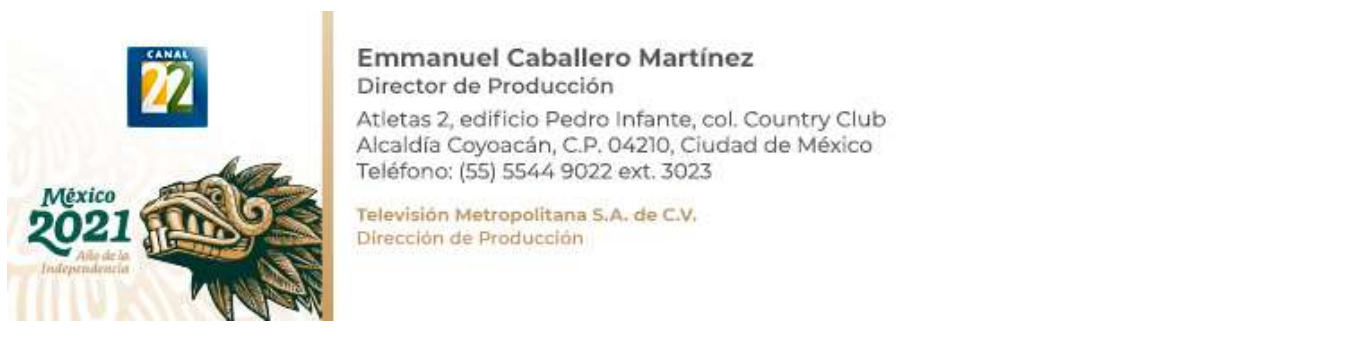 CANAL
22
México
2021
Año de la
Independencia
Emmanuel Caballero Martínez
Director de Producción
Atletas 2, edificio Pedro Infante, col. Country Club
Alcaldía Coyoacán, C.P. 04210, Ciudad de México
Teléfono: (55) 5544 9022 ext. 3023
Televisión Metropolitana S.A. de C.V.
Dirección de Producción